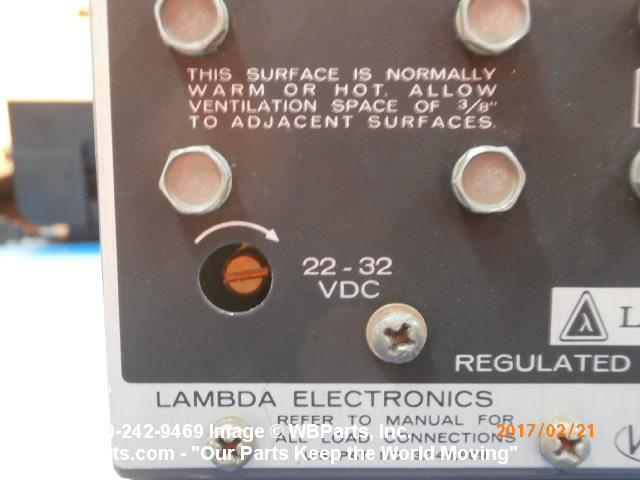 THIS SURFACE IS NORMALLY
WARM OR HOT. ALLOW
VENTILATION SPACE OF 3/8"
TO ADJACENT SURFACES.
22 - 32
VDC
λ
REGULATED
LAMBDA ELECTRONICS
REFER TO MANUAL FOR
ALL LOAD CONNECTIONS
-242-9469 Image © WBParts, Inc.
rts.com - "Our Parts Keep the World Moving"
2017/02/21